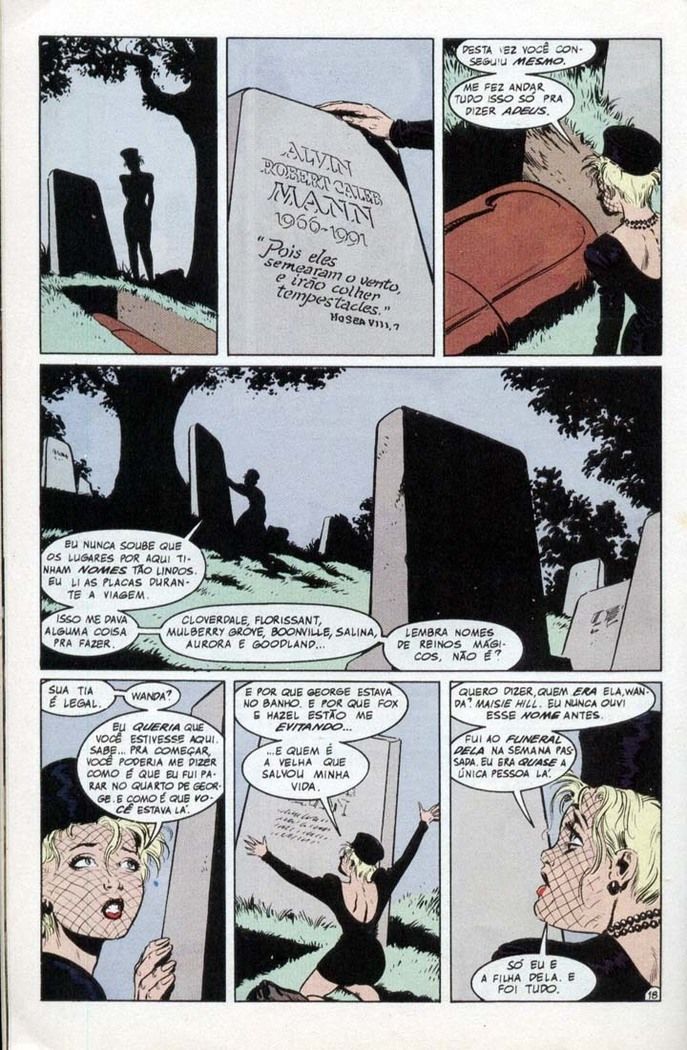 ALVIN
ROBERT CALEB
MANN
1966-1991
"Pois eles
semearam o vento,
e irão colher
tempestades."
HOSEA VIII, 7
DESTA VEZ VOCÊ CON-
SEGUIU MESMO.
ME FEZ ANDAR
TUDO ISSO SÓ PRA
DIZER ADEUS.
EU NUNCA SOUBE QUE
OS LUGARES POR AQUI TI-
NHAM NOMES TÃO LINDOS.
EU LI AS PLACAS DURAN-
TE A VIAGEM.
ISSO ME DAVA
ALGUMA COISA
PRA FAZER.
CLOVERDALE, FLORISSANT,
MULBERRY GROVE, BOONVILLE, SALINA,
AURORA E GOODLAND...
LEMBRA NOMES
DE REINOS MÁGI-
COS, NÃO É?
SUA TIA
É LEGAL.
WANDA?
EU QUERIA QUE
VOCÊ ESTIVESSE AQUI.
SABE... PRA COMEÇAR,
VOCÊ PODERIA ME DIZER
COMO É QUE EU FUI PA-
RAR NO QUARTO DE GEOR-
GE. E COMO É QUE VO-
CÊ ESTAVA LÁ.
E POR QUE GEORGE ESTAVA
NO BANHO. E POR QUE FOX
E HAZEL ESTÃO ME
EVITANDO...
...E QUEM É
A VELHA QUE
SALVOU MINHA
VIDA.
QUERO DIZER, QUEM ERA ELA, WAN-
DA? MAISIE HILL. EU NUNCA OUVI
ESSE NOME ANTES.
FUI AO FUNERAL
DELA NA SEMANA PAS-
SADA. EU ERA QUASE A
ÚNICA PESSOA LÁ.
SÓ EU E
A FILHA DELA. E
FOI TUDO.
18